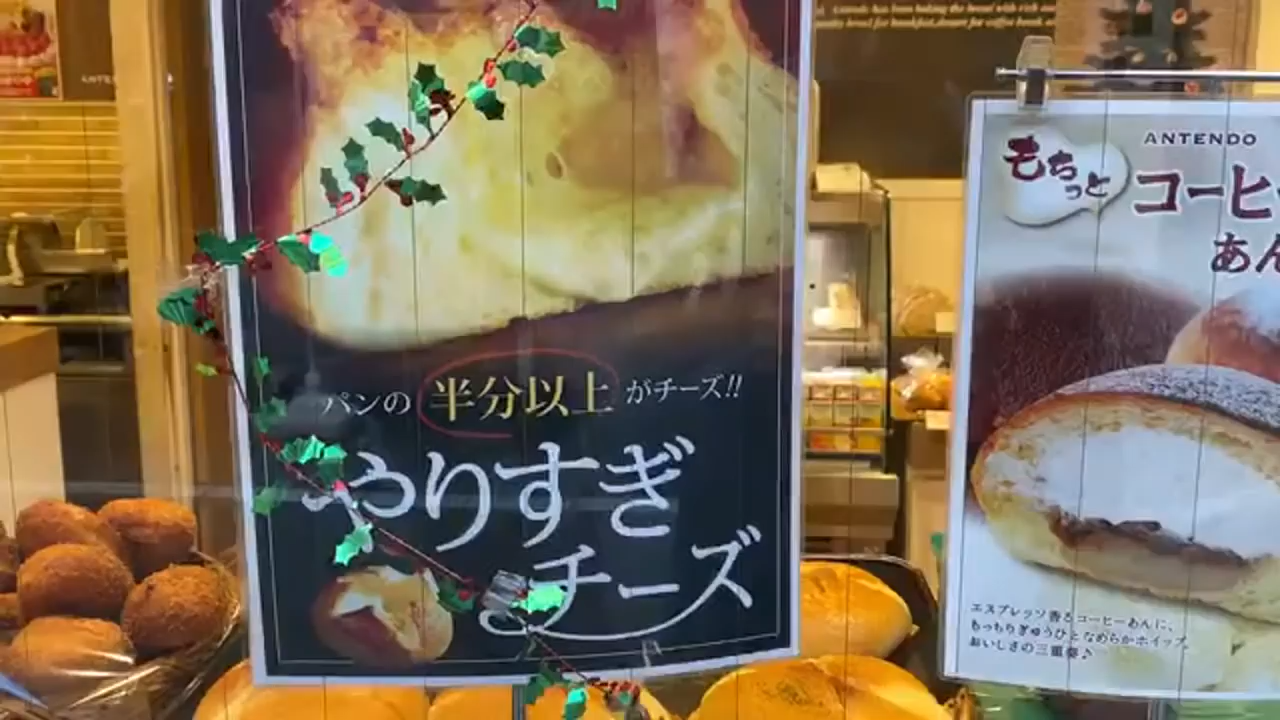 パンの 半分以上 がチーズ!!
やりすぎ
チーズ
ANTENDO
もちっと
コーヒ
あん
エスプレッソ香るコーヒーあんに、
もっちりぎゅうひとなめらかホイップ。
おいしさの三重奏♪